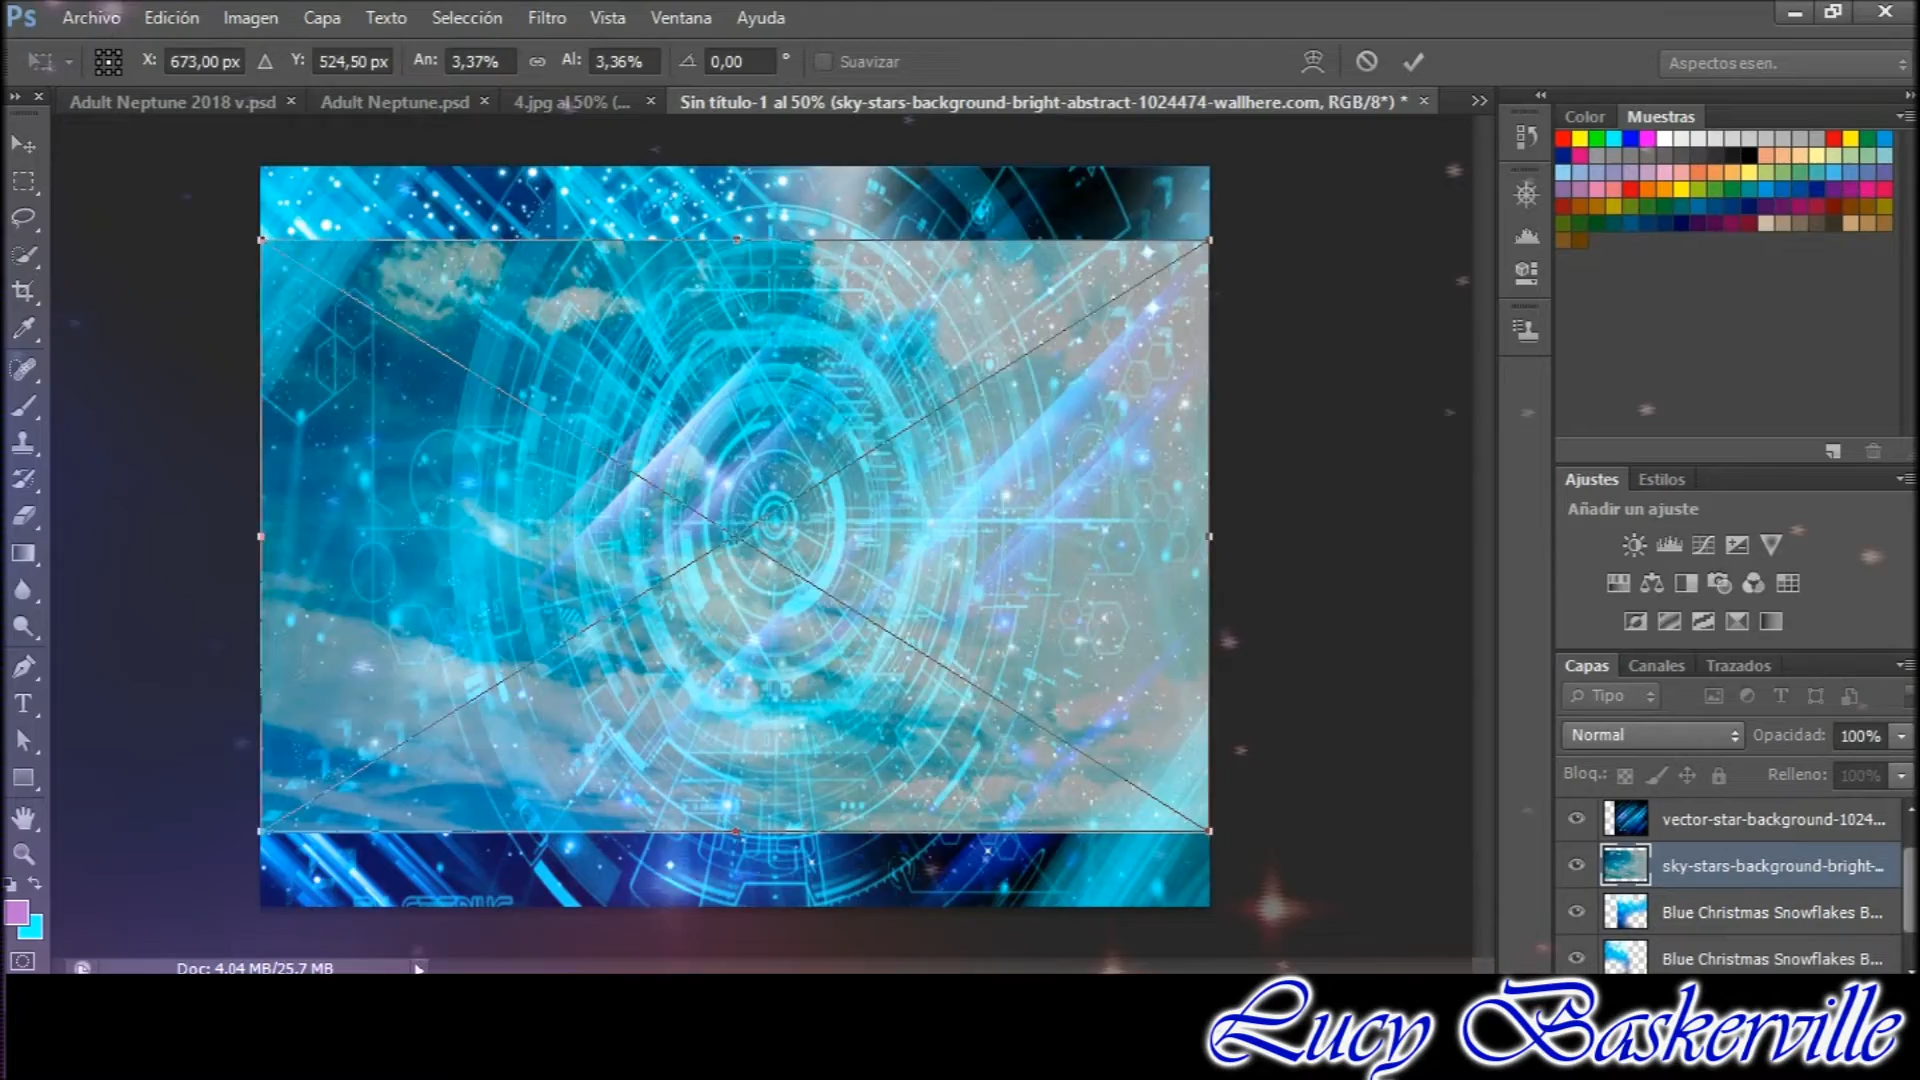 Ps Archivo Edición Imagen Capa Texto Selección Filtro Vista Ventana Ayuda
X: 673,00 px Y: 524,50 px An: 3,37% Al: 3,36% 0,00 ° Suavizar Aspectos esen.
Adult Neptune 2018 v.psd × Adult Neptune.psd × 4.jpg al 50% (... × Sin título-1 al 50% (sky-stars-background-bright-abstract-1024474-wallhere.com, RGB/8*) * ×
Color Muestras
Ajustes Estilos
Añadir un ajuste
Capas Canales Trazados
Tipo
Normal Opacidad: 100%
Bloq.: Relleno: 100%
vector-star-background-1024...
sky-stars-background-bright-...
Blue Christmas Snowflakes B...
Blue Christmas Snowflakes B...
Doc: 4.04 MB/25.7 MB
Lucy Baskerville